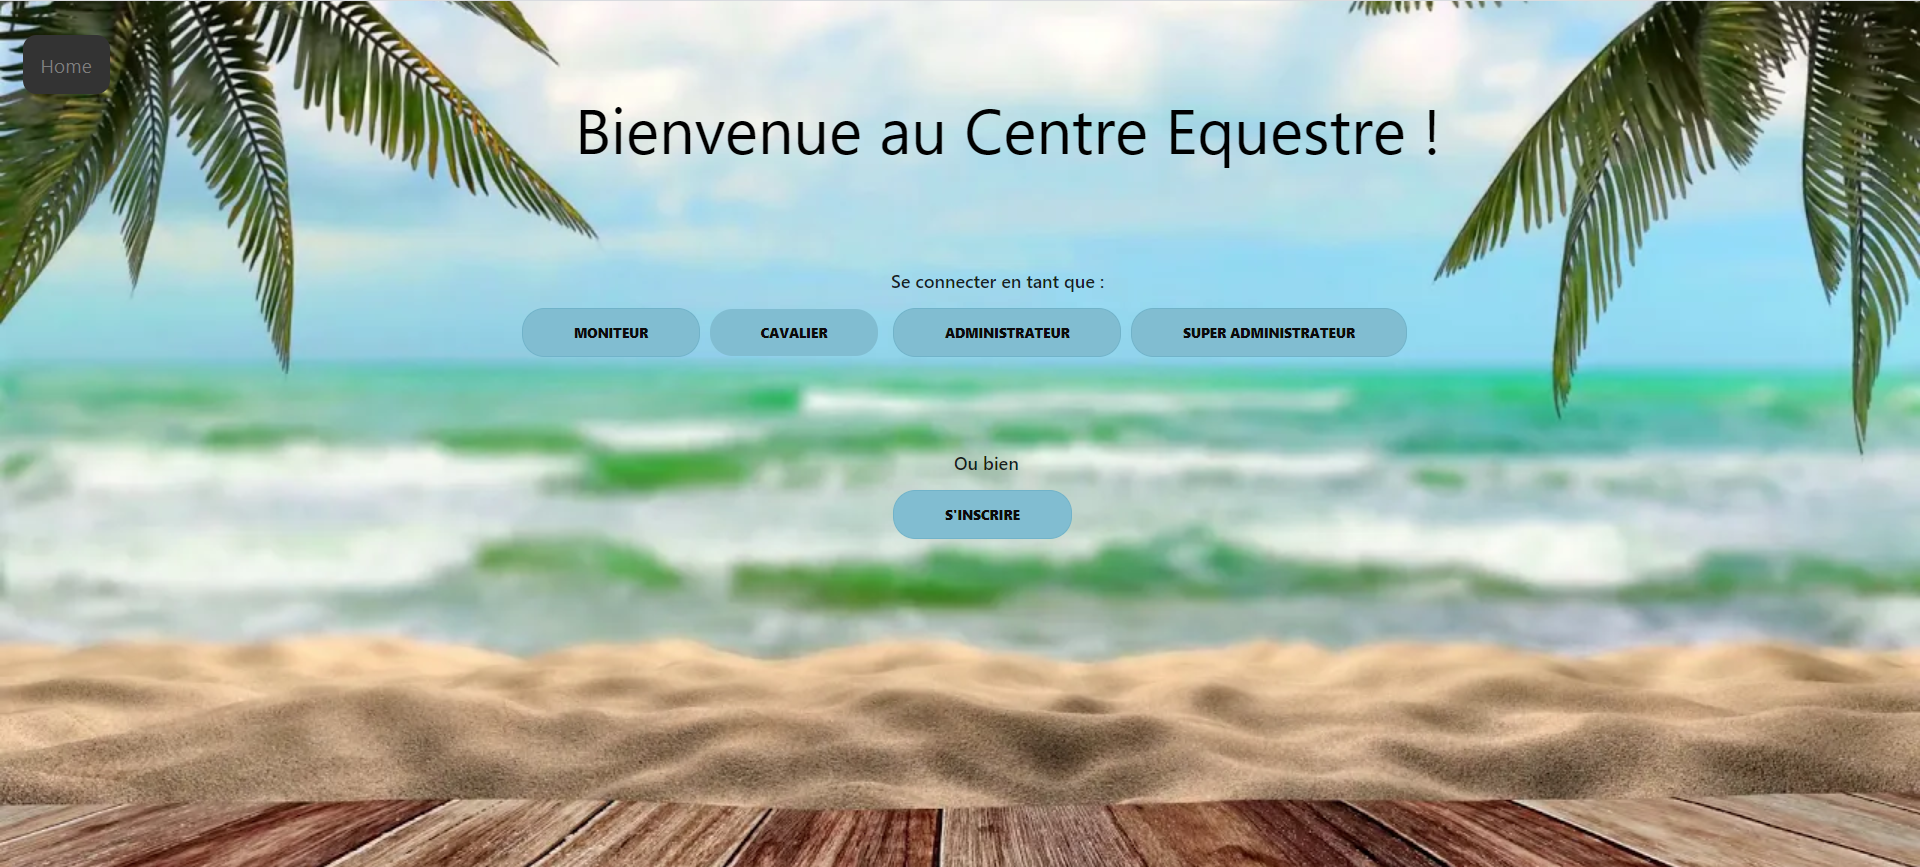 Home
Bienvenue au Centre Equestre !
Se connecter en tant que :
MONITEUR CAVALIER ADMINISTRATEUR SUPER ADMINISTRATEUR
Ou bien
S'INSCRIRE